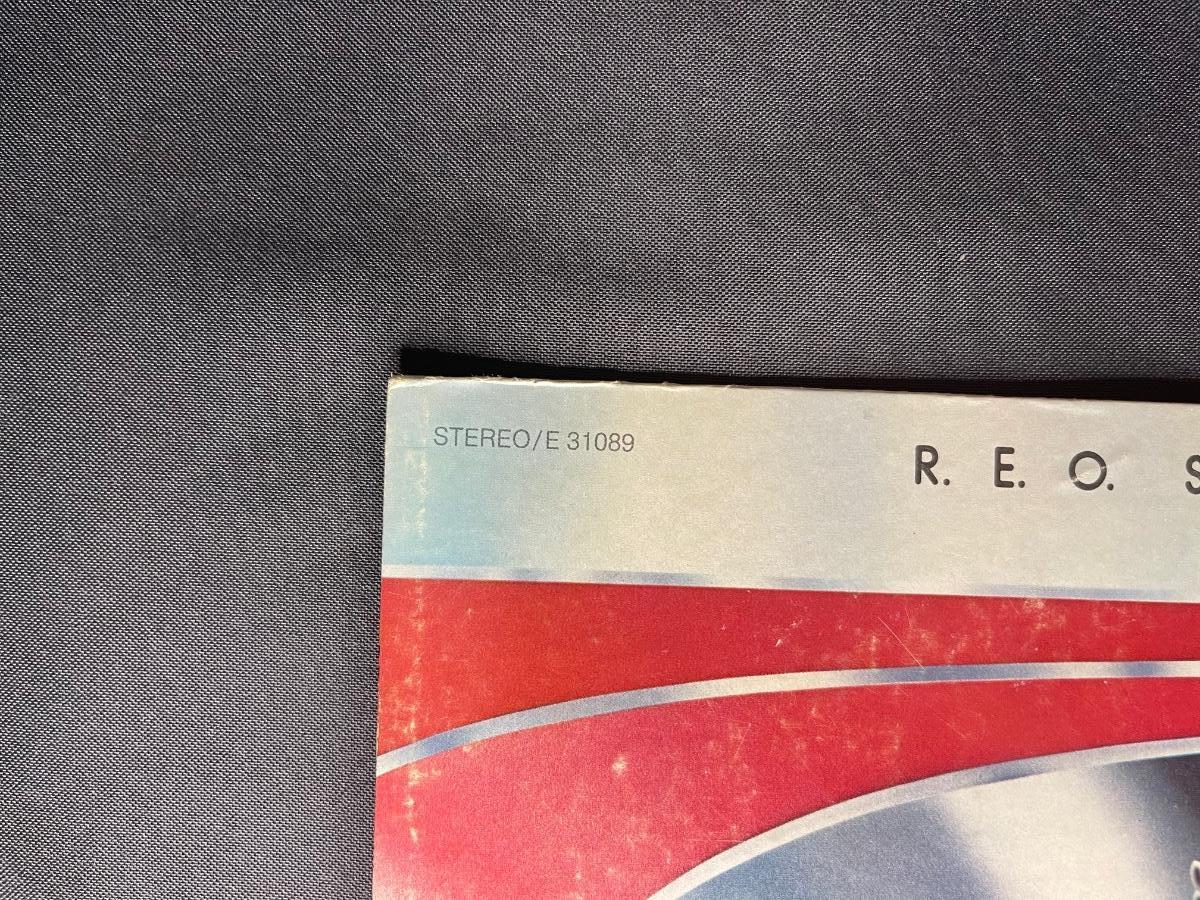 STEREO/E 31089
R. E. O. S